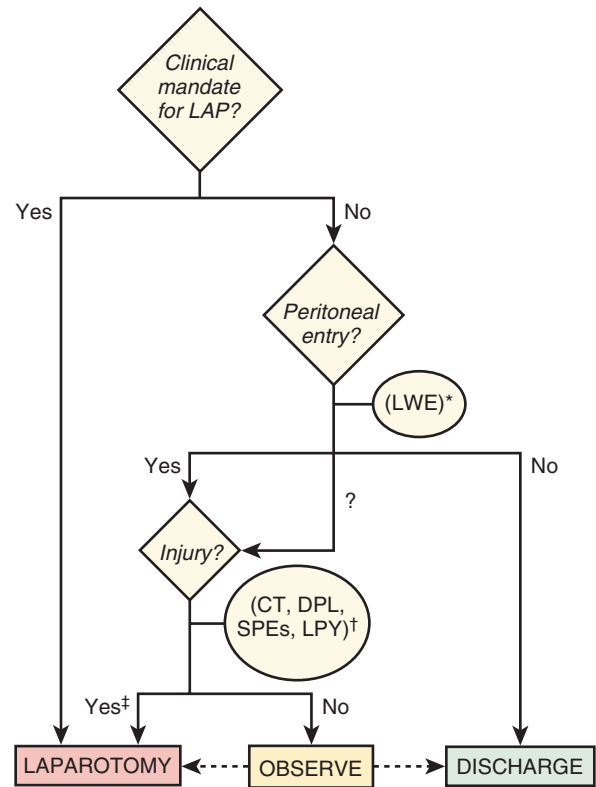 Clinical
mandate
for LAP?
Yes
No
Peritoneal
entry?
(LWE)*
Yes
No
?
Injury?
(CT, DPL,
SPEs, LPY)†
Yes‡
No
LAPAROTOMY
OBSERVE
DISCHARGE